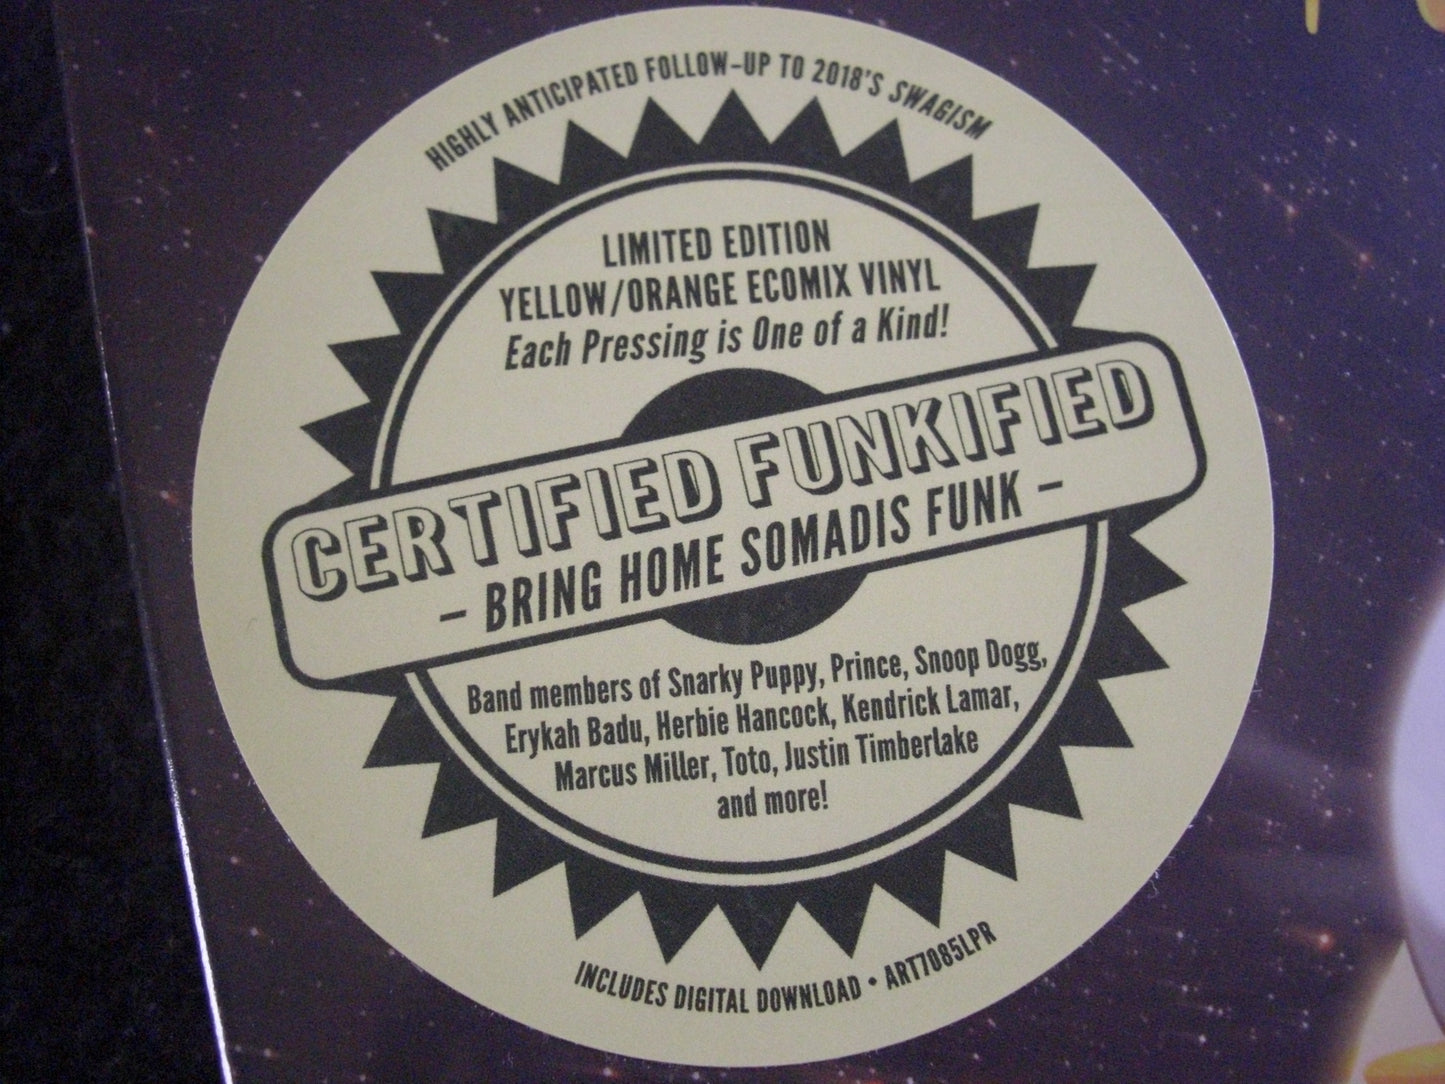 HIGHLY ANTICIPATED FOLLOW-UP TO 2018'S SWAGISM
LIMITED EDITION
YELLOW/ORANGE ECOMIX VINYL
Each Pressing is One of a Kind!
CERTIFIED FUNKIFIED
- BRING HOME SOMADIS FUNK -
Band members of Snarky Puppy, Prince, Snoop Dogg,
Erykah Badu, Herbie Hancock, Kendrick Lamar,
Marcus Miller, Toto, Justin Timberlake
and more!
INCLUDES DIGITAL DOWNLOAD • ART7085LPR